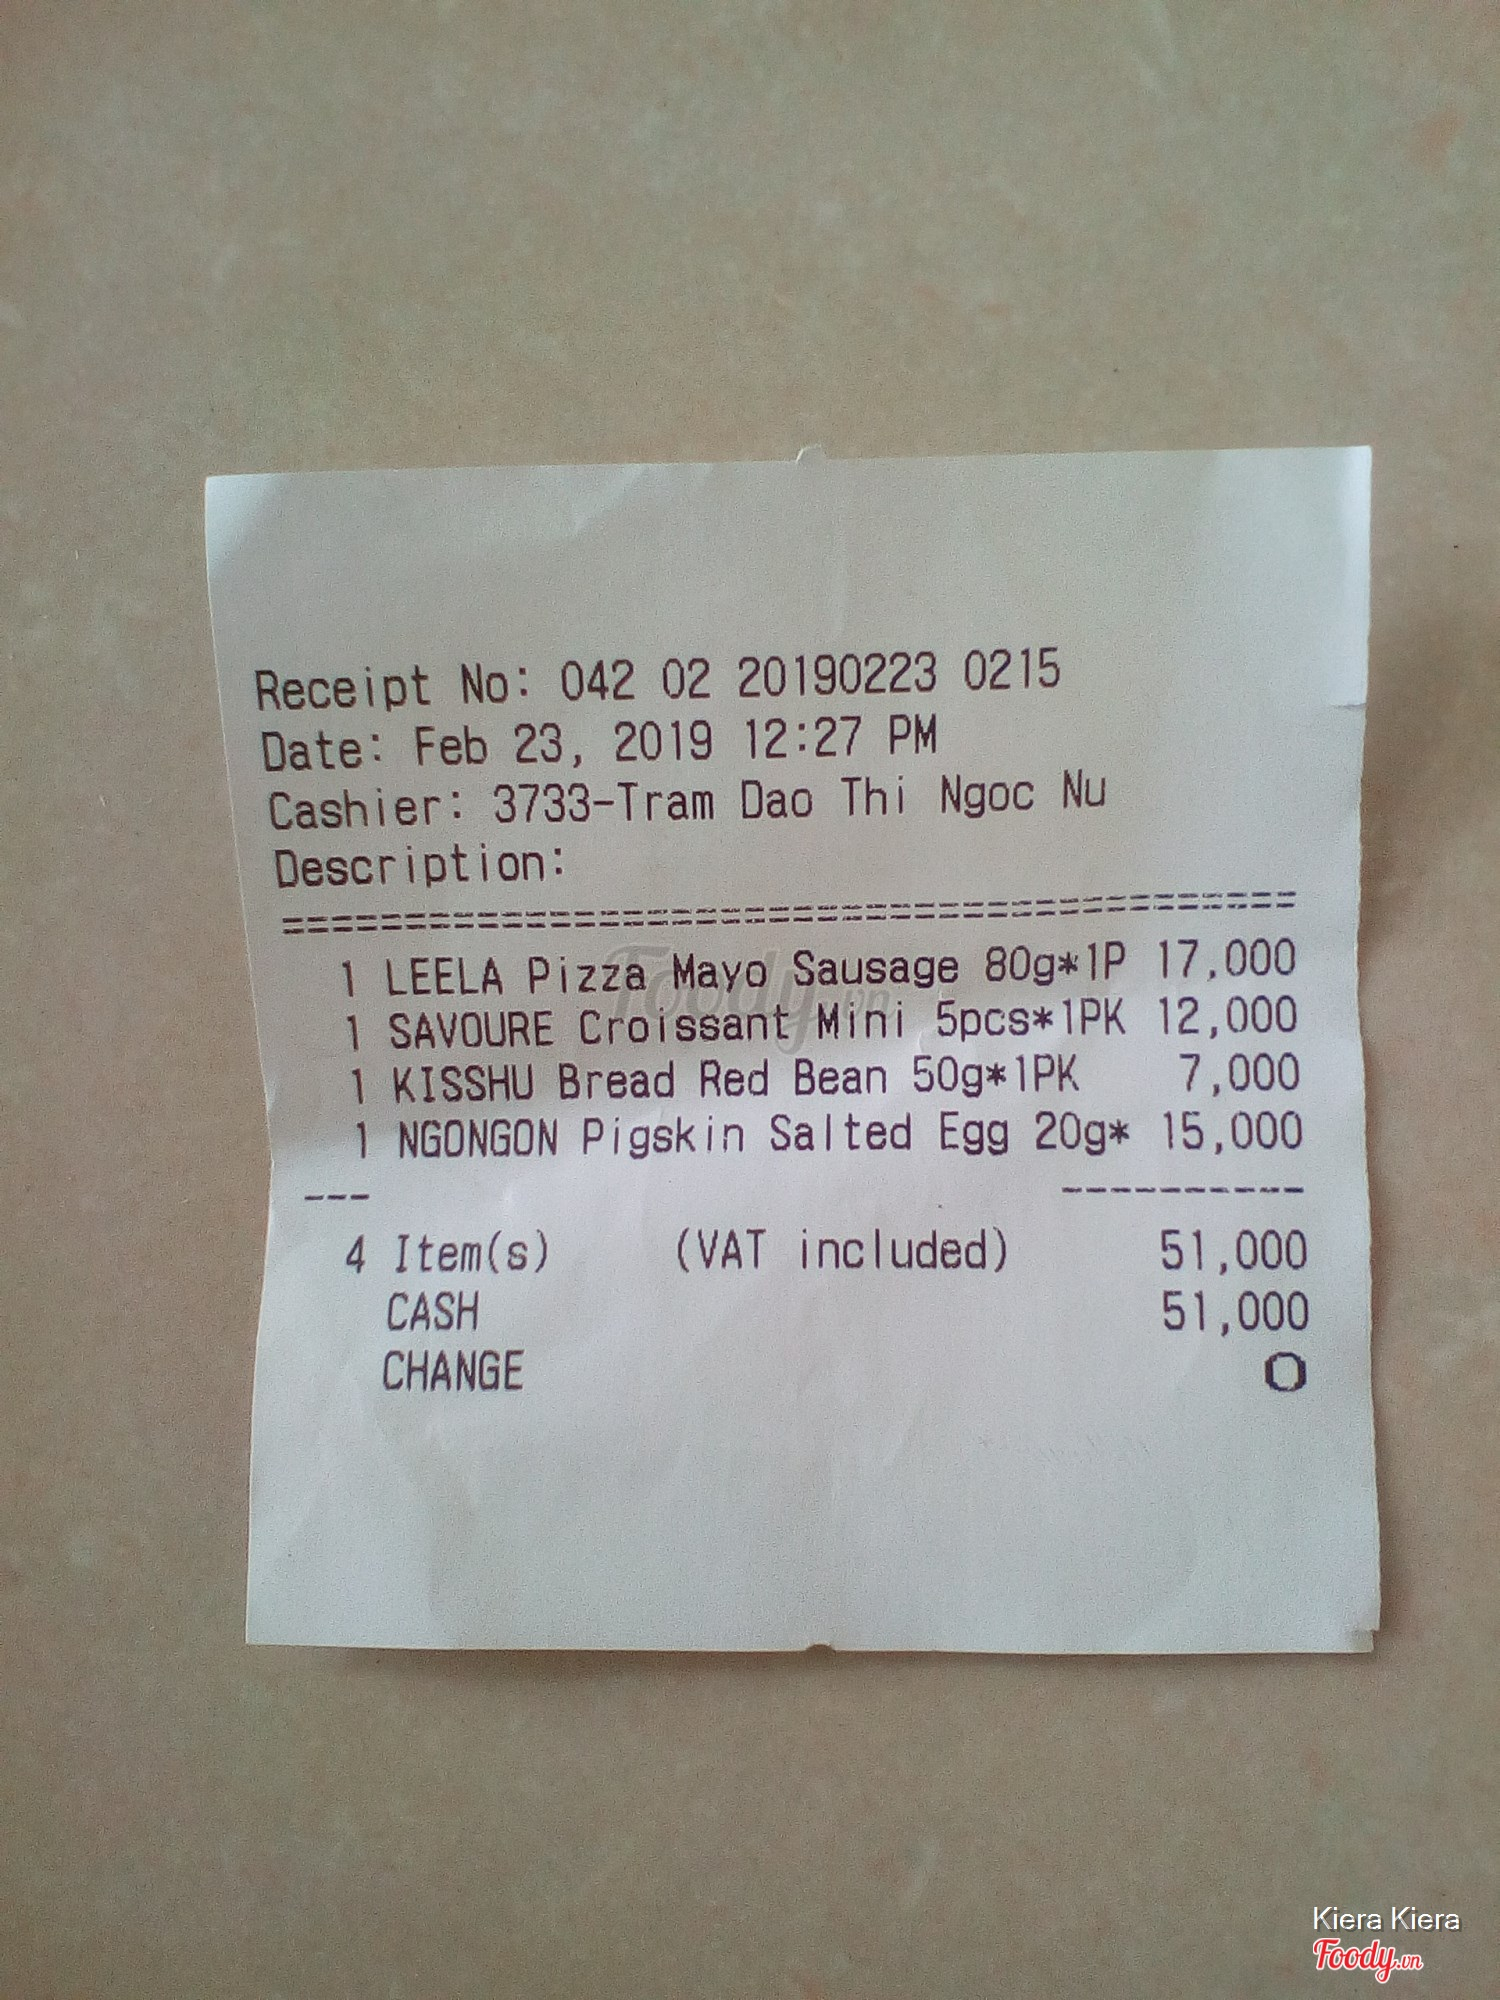 Receipt No: 042 02 20190223 0215
Date: Feb 23, 2019 12:27 PM
Cashier: 3733-Tram Dao Thi Ngoc Nu
Description:
==========================================
1 LEELA Pizza Mayo Sausage 80g*1P 17,000
1 SAVOURE Croissant Mini 5pcs*1PK 12,000
1 KISSHU Bread Red Bean 50g*1PK 7,000
1 NGONGON Pigskin Salted Egg 20g* 15,000
--- ----------
4 Item(s) (VAT included) 51,000
CASH 51,000
CHANGE 0
Foody.vn
Kiera Kiera
Foody.vn